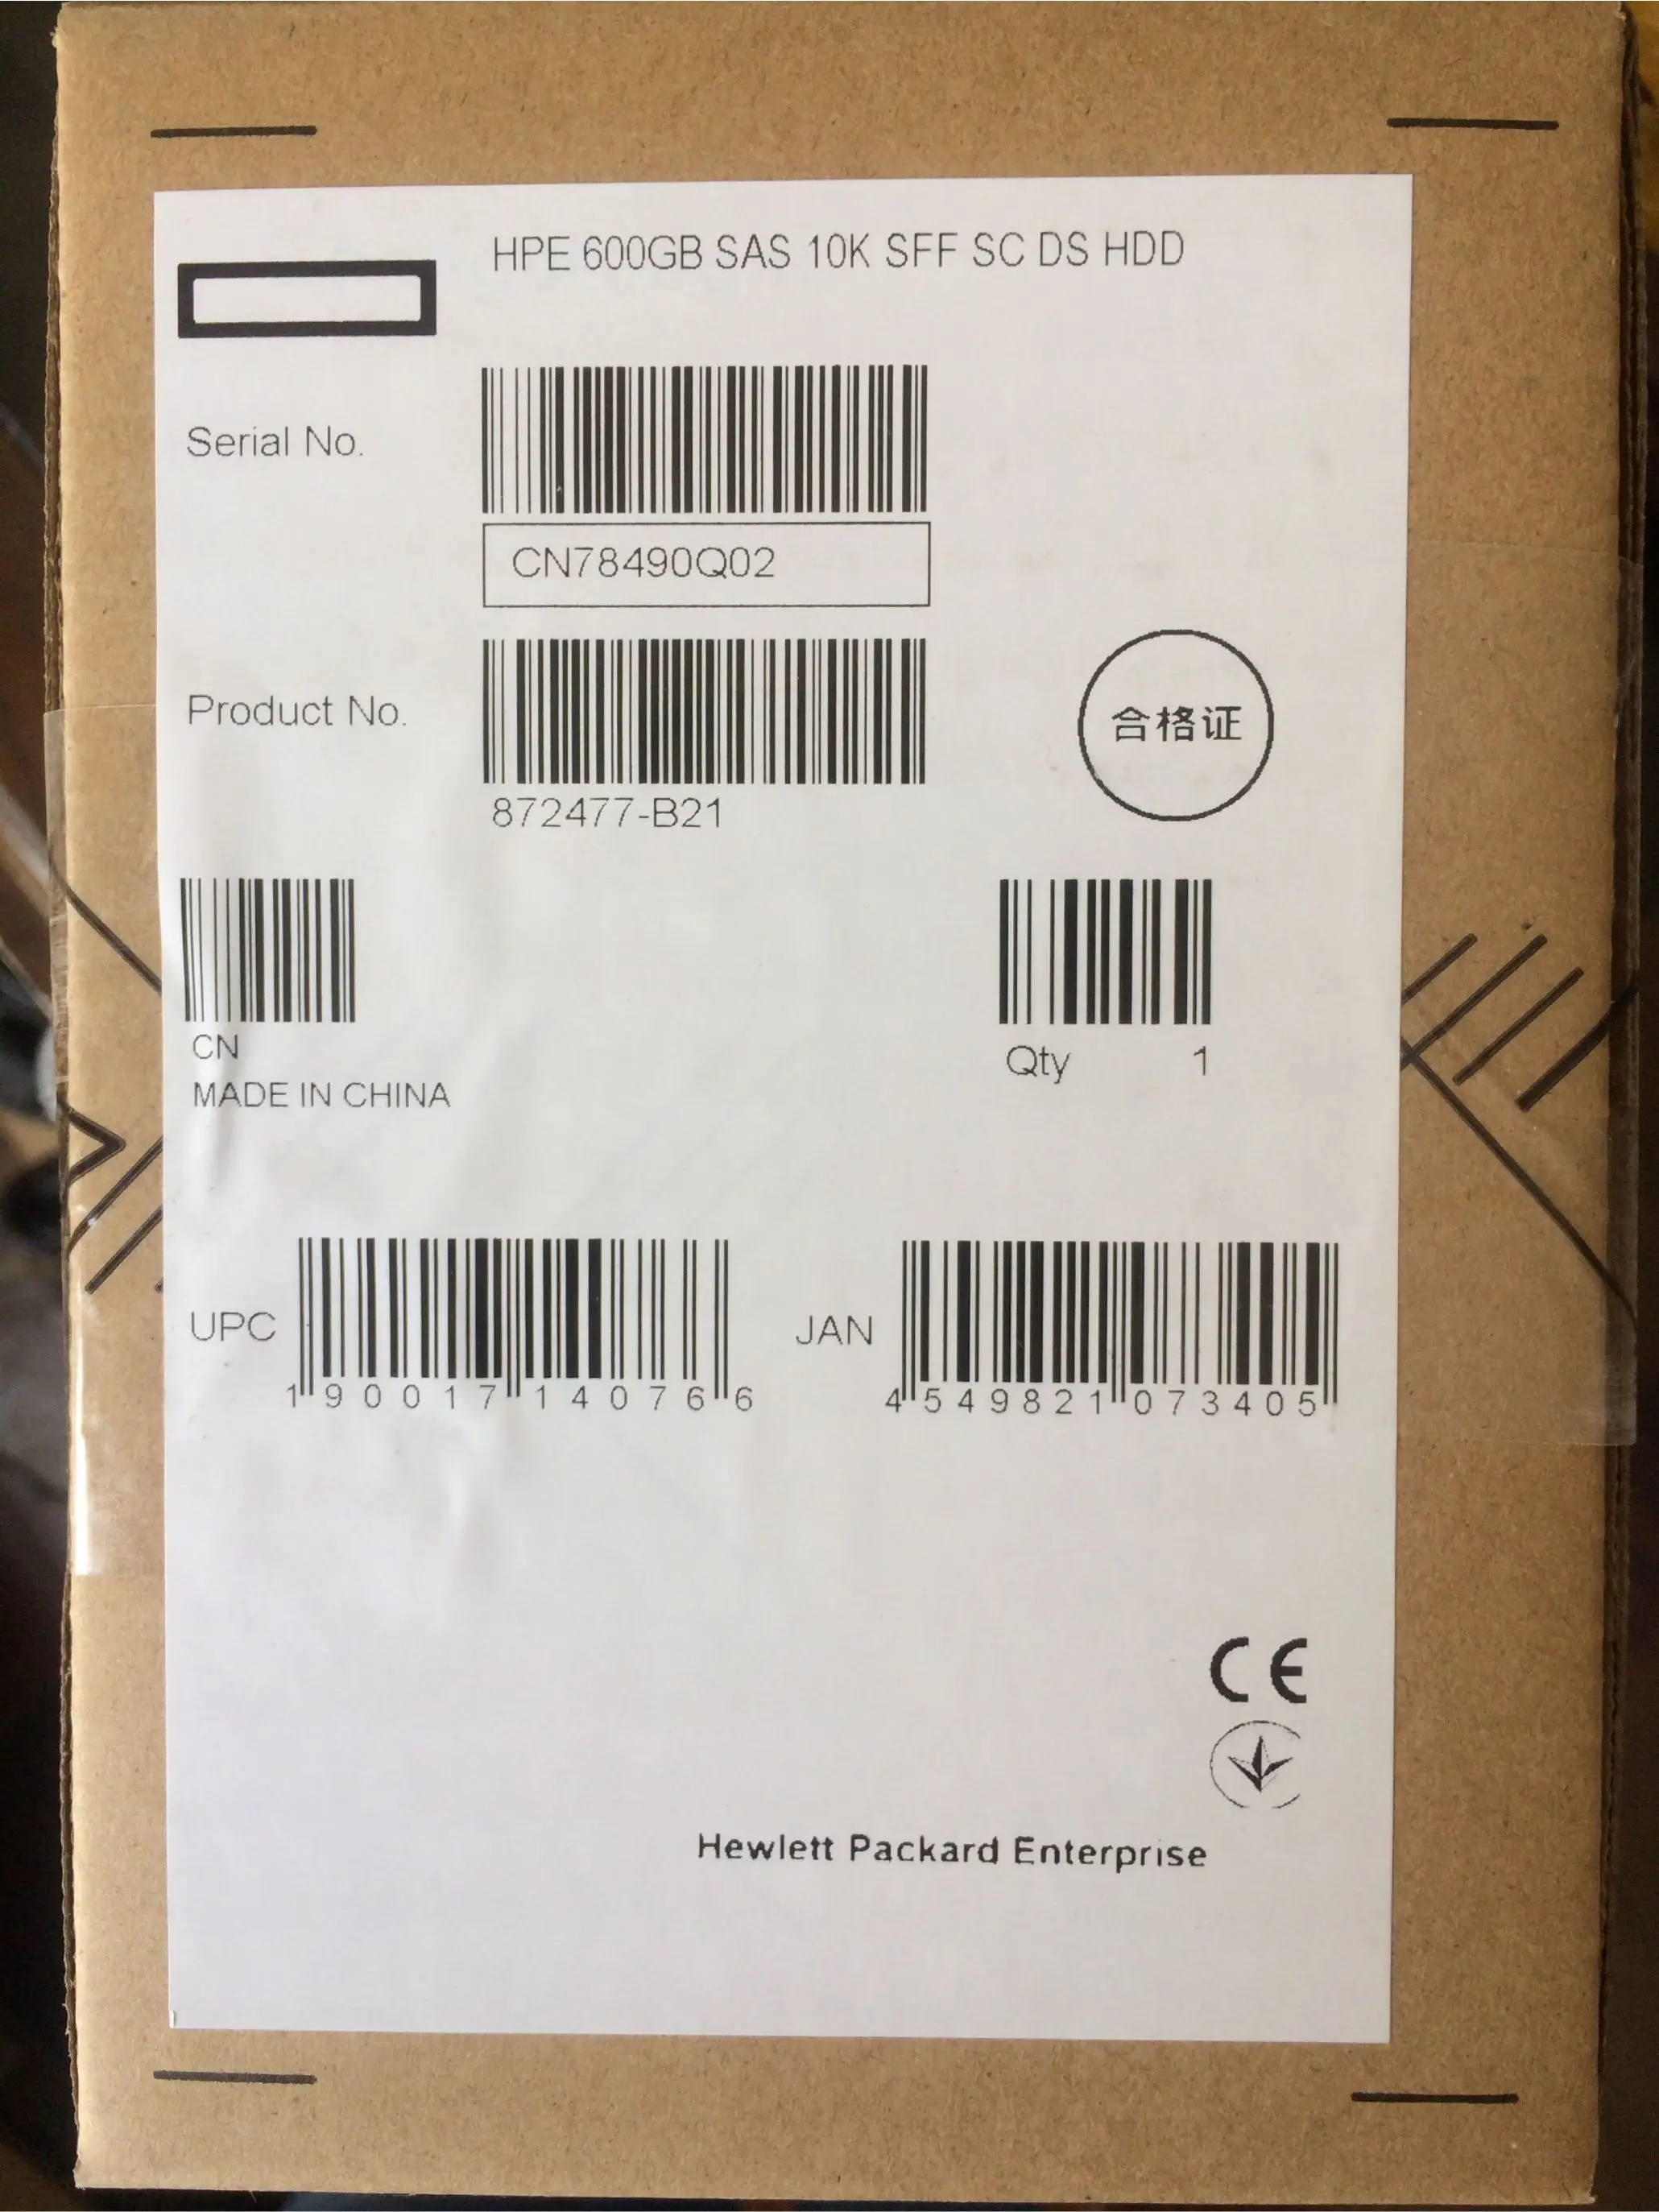 HPE 600GB SAS 10K SFF SC DS HDD
Serial No.
CN78490Q02
Product No.
872477-B21
合格证
CN
MADE IN CHINA
Qty 1
UPC
1 90017 14076 6
JAN
4 549821 073405
CE
Hewlett Packard Enterprise